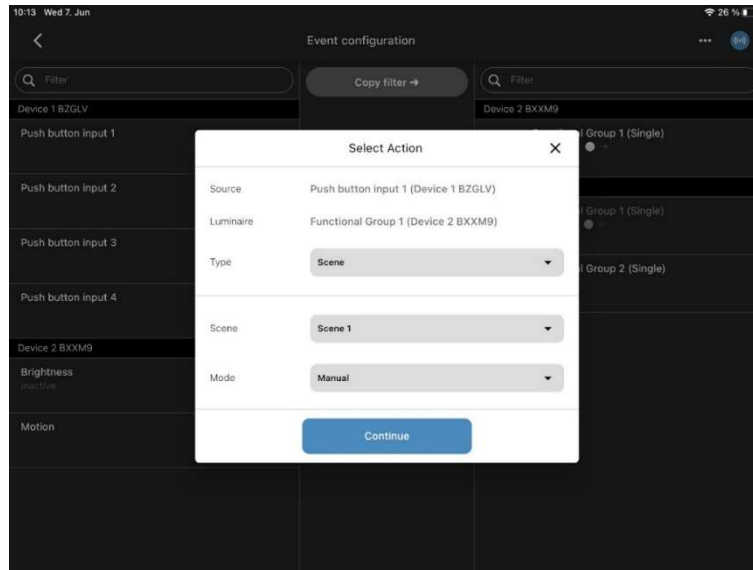 10:13 Wed 7. Jun
26 %
Event configuration
Filter
Copy filter →
Filter
Device 1 BZGLV
Device 2 BXXM9
Push button input 1
l Group 1 (Single)
Push button input 2
l Group 1 (Single)
Push button input 3
l Group 2 (Single)
Push button input 4
Device 2 BXXM9
Brightness
inactive
Motion
Select Action
Source Push button input 1 (Device 1 BZGLV)
Luminaire Functional Group 1 (Device 2 BXXM9)
Type Scene
Scene Scene 1
Mode Manual
Continue